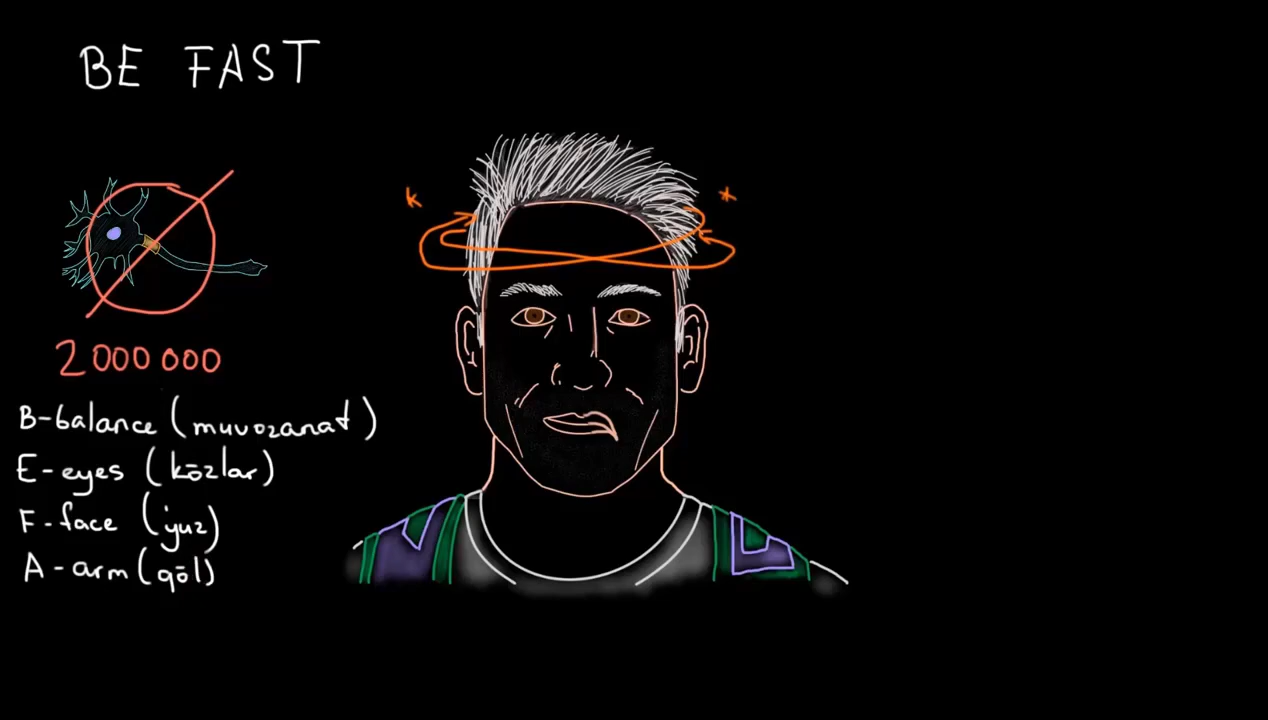 BE FAST
2 000 000
B-balance (muvozanat)
E-eyes (kōzlar)
F-face (yuz)
A-arm (qōl)